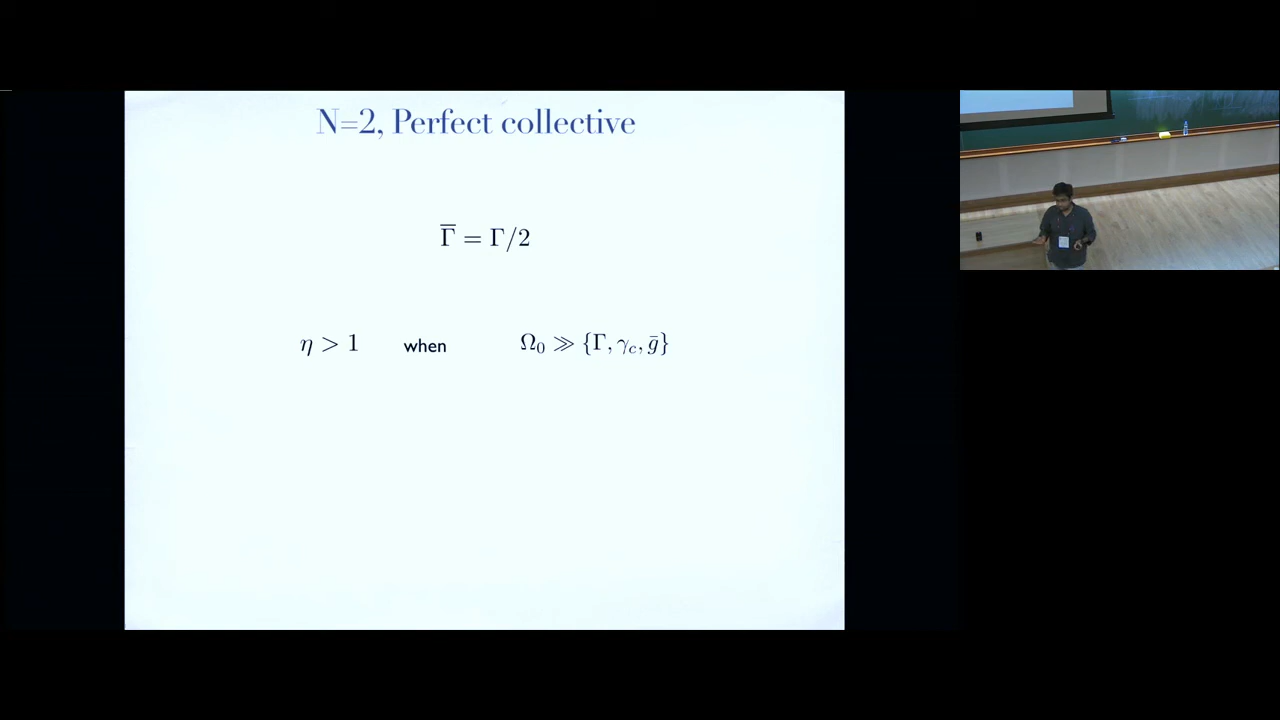 N=2, Perfect collective
Γ̅ = Γ/2
η > 1 when Ω₀ ≫ {Γ, γ_c, g̅}